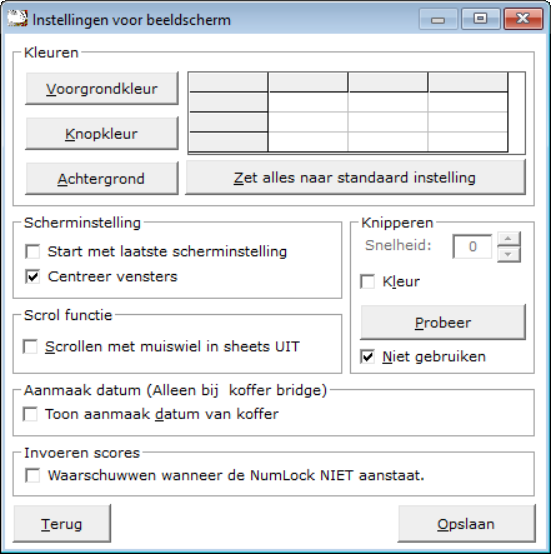 Instellingen voor beeldscherm
Kleuren
Voorgrondkleur
Knopkleur
Achtergrond
Zet alles naar standaard instelling
Scherminstelling
Start met laatste scherminstelling
Centreer vensters
Knipperen
Snelheid: 0
Kleur
Probeer
Niet gebruiken
Scrol functie
Scrollen met muiswiel in sheets UIT
Aanmaak datum (Alleen bij koffer bridge)
Toon aanmaak datum van koffer
Invoeren scores
Waarschuwwen wanneer de NumLock NIET aanstaat.
Terug
Opslaan